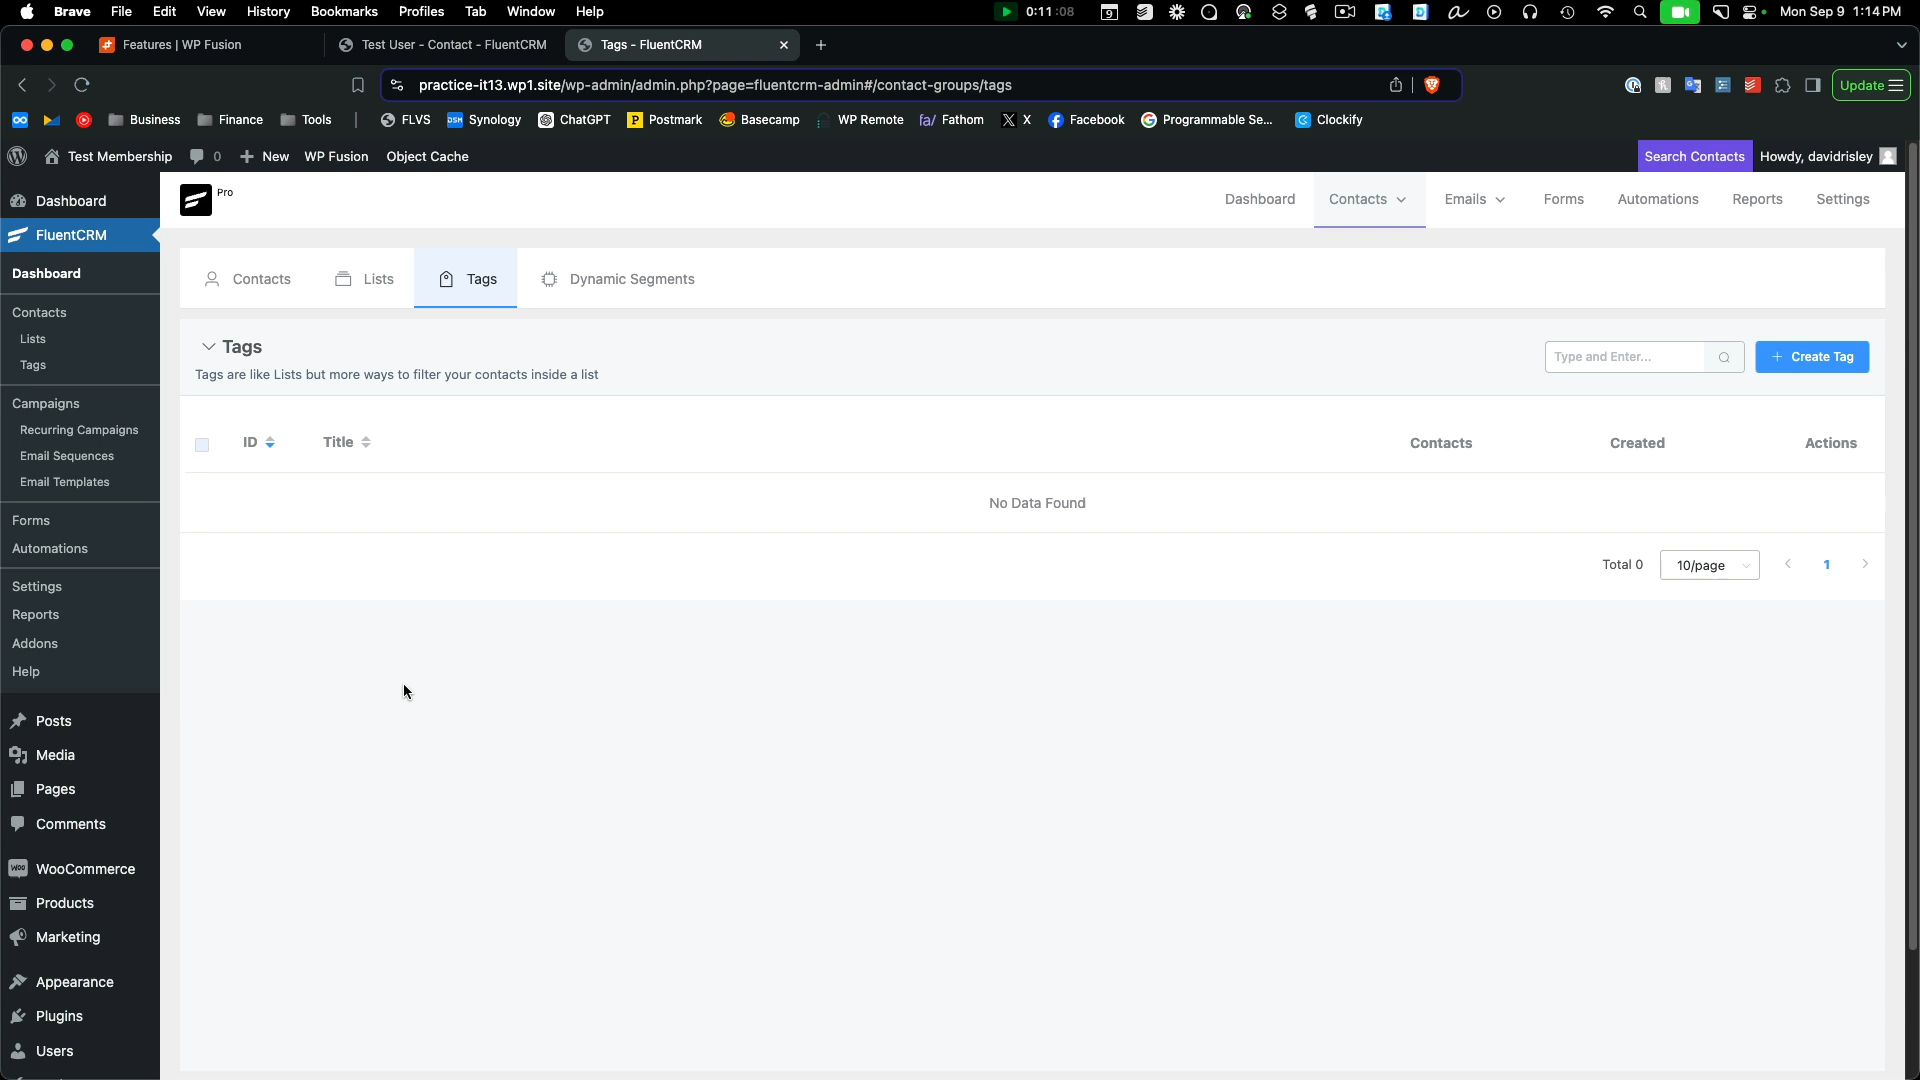 Brave File Edit View History Bookmarks Profiles Tab Window Help 0:11:08 9 Mon Sep 9 1:14 PM
Features | WP Fusion Test User - Contact - FluentCRM Tags - FluentCRM
practice-it13.wp1.site/wp-admin/admin.php?page=fluentcrm-admin#/contact-groups/tags Update
Business Finance Tools FLVS DSM Synology ChatGPT Postmark Basecamp WP Remote fa/ Fathom X Facebook Programmable Se... Clockify
Test Membership 0 New WP Fusion Object Cache Search Contacts Howdy, davidrisley
Dashboard
FluentCRM
Dashboard
Contacts
Lists
Tags
Campaigns
Recurring Campaigns
Email Sequences
Email Templates
Forms
Automations
Settings
Reports
Addons
Help
Posts
Media
Pages
Comments
Woo WooCommerce
Products
Marketing
Appearance
Plugins
Users
Pro
Dashboard Contacts Emails Forms Automations Reports Settings
Contacts Lists Tags Dynamic Segments
Tags
Tags are like Lists but more ways to filter your contacts inside a list
Type and Enter... + Create Tag
ID Title Contacts Created Actions
No Data Found
Total 0 10/page 1